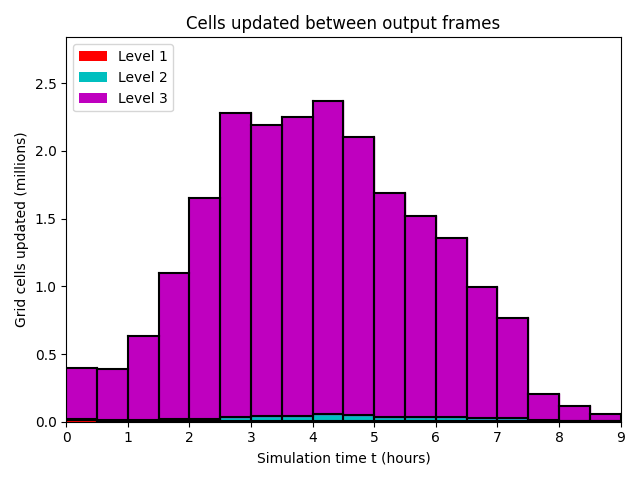 Cells updated between output frames
Level 1
Level 2
Level 3
Grid cells updated (millions)
2.5
2.0
1.5
1.0
0.5
0.0
0 1 2 3 4 5 6 7 8 9
Simulation time t (hours)